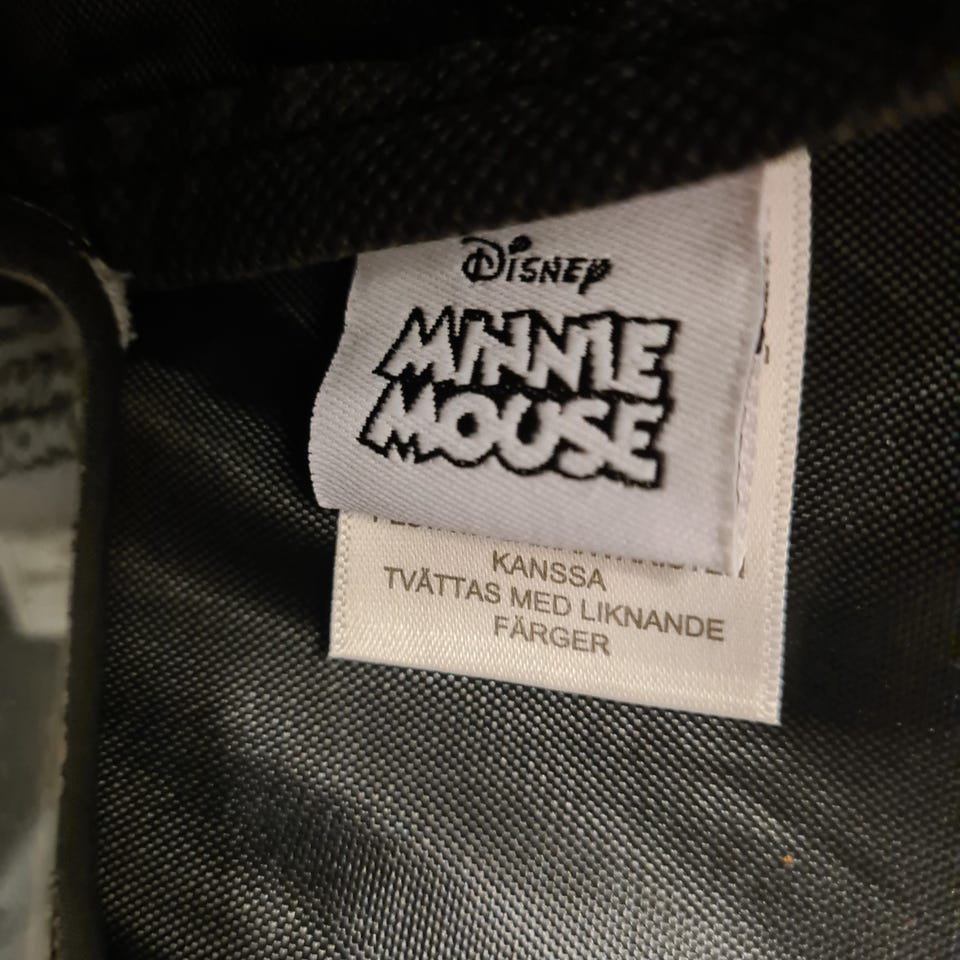 Disney
MINNIE
MOUSE
KANSSA
TVÄTTAS MED LIKNANDE
FÄRGER